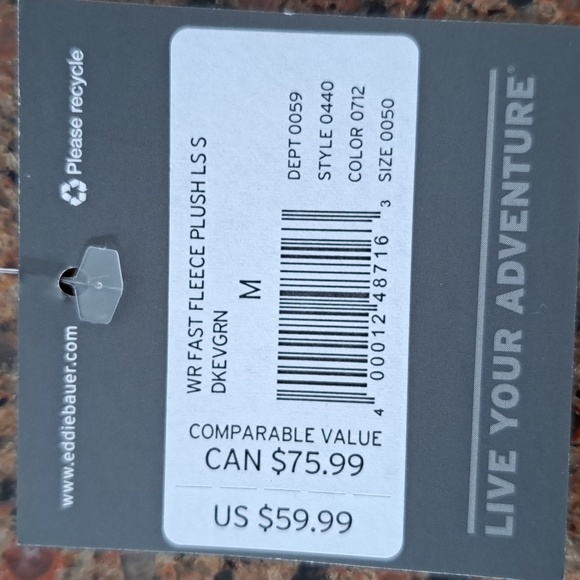 www.eddiebauer.com
Please recycle
WR FAST FLEECE PLUSH LS S
DKEVGRN
M
DEPT 0059
STYLE 0440
COLOR 0712
SIZE 0050
4 00012 48716 3
COMPARABLE VALUE
CAN $75.99
US $59.99
LIVE YOUR ADVENTURE®